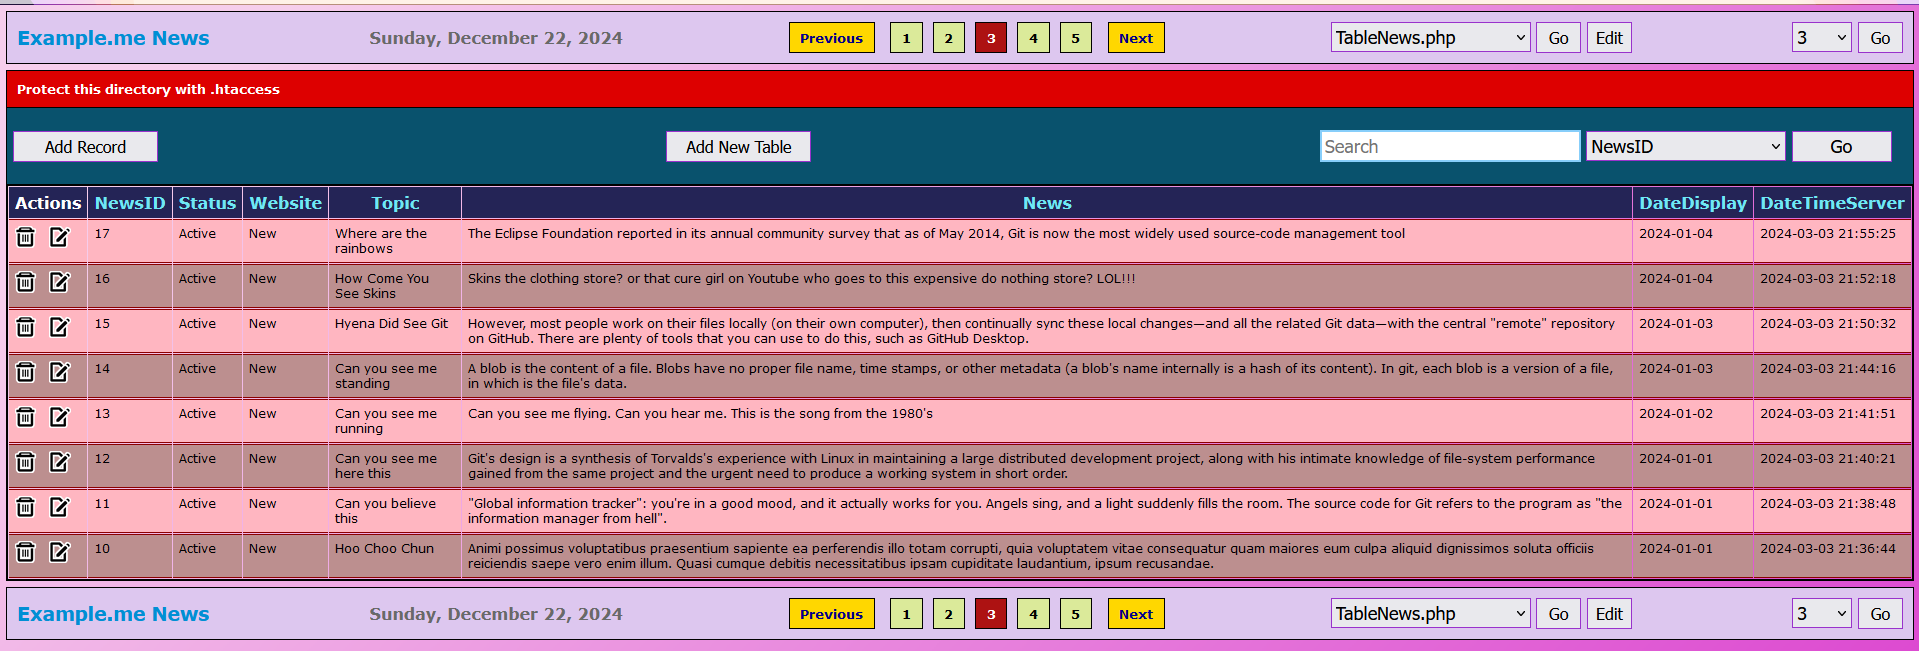 Example.me News Sunday, December 22, 2024 Previous 1 2 3 4 5 Next TableNews.php Go Edit 3 Go
Protect this directory with .htaccess
Add Record Add New Table Search NewsID Go
Actions NewsID Status Website Topic News DateDisplay DateTimeServer
17 Active New Where are the The Eclipse Foundation reported in its annual community survey that as of May 2014, Git is now the most widely used source-code management tool 2024-01-04 2024-03-03 21:55:25
rainbows
16 Active New How Come You Skins the clothing store? or that cure girl on Youtube who goes to this expensive do nothing store? LOL!!! 2024-01-04 2024-03-03 21:52:18
See Skins
15 Active New Hyena Did See Git However, most people work on their files locally (on their own computer), then continually sync these local changes—and all the related Git data—with the central "remote" repository 2024-01-03 2024-03-03 21:50:32
on GitHub. There are plenty of tools that you can use to do this, such as GitHub Desktop.
14 Active New Can you see me A blob is the content of a file. Blobs have no proper file name, time stamps, or other metadata (a blob's name internally is a hash of its content). In git, each blob is a version of a file, 2024-01-03 2024-03-03 21:44:16
standing in which is the file's data.
13 Active New Can you see me Can you see me flying. Can you hear me. This is the song from the 1980's 2024-01-02 2024-03-03 21:41:51
running
12 Active New Can you see me Git's design is a synthesis of Torvalds's experience with Linux in maintaining a large distributed development project, along with his intimate knowledge of file-system performance 2024-01-01 2024-03-03 21:40:21
here this gained from the same project and the urgent need to produce a working system in short order.
11 Active New Can you believe "Global information tracker": you're in a good mood, and it actually works for you. Angels sing, and a light suddenly fills the room. The source code for Git refers to the program as "the 2024-01-01 2024-03-03 21:38:48
this information manager from hell".
10 Active New Hoo Choo Chun Animi possimus voluptatibus praesentium sapiente ea perferendis illo totam corrupti, quia voluptatem vitae consequatur quam maiores eum culpa aliquid dignissimos soluta officiis 2024-01-01 2024-03-03 21:36:44
reiciendis saepe vero enim illum. Quasi cumque debitis necessitatibus ipsam cupiditate laudantium, ipsum recusandae.
Example.me News Sunday, December 22, 2024 Previous 1 2 3 4 5 Next TableNews.php Go Edit 3 Go